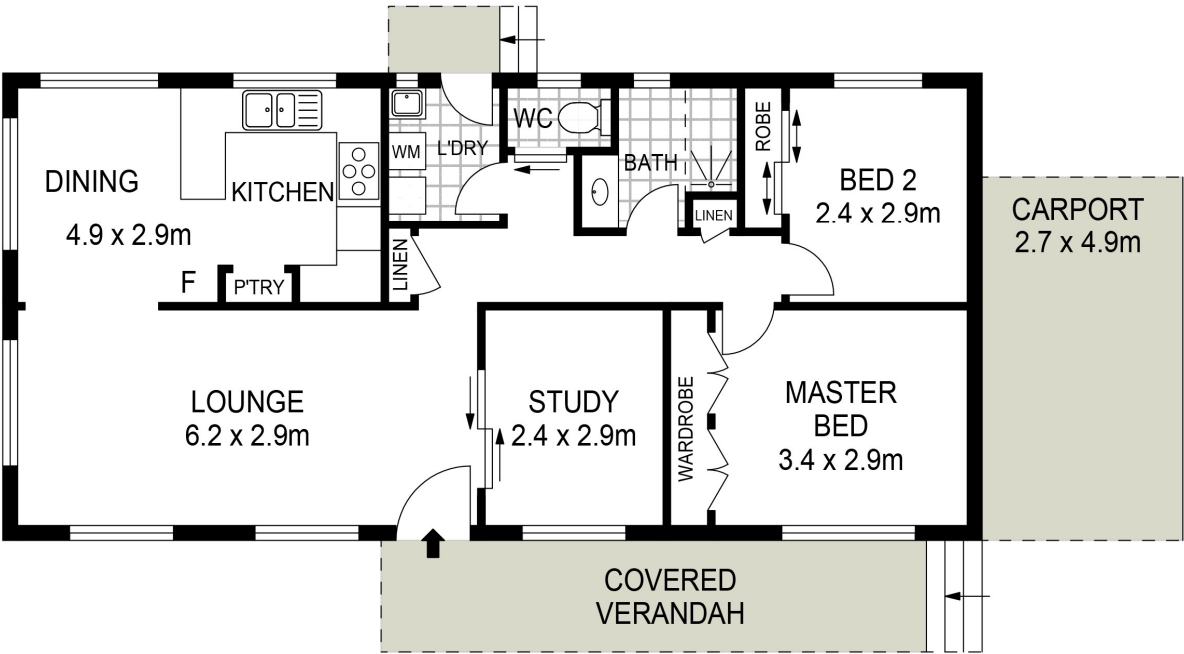 DINING
4.9 x 2.9m
KITCHEN
F
P'TRY
WM
L'DRY
LINEN
WC
BATH
LINEN
ROBE
BED 2
2.4 x 2.9m
CARPORT
2.7 x 4.9m
LOUNGE
6.2 x 2.9m
STUDY
2.4 x 2.9m
WARDROBE
MASTER
BED
3.4 x 2.9m
COVERED
VERANDAH